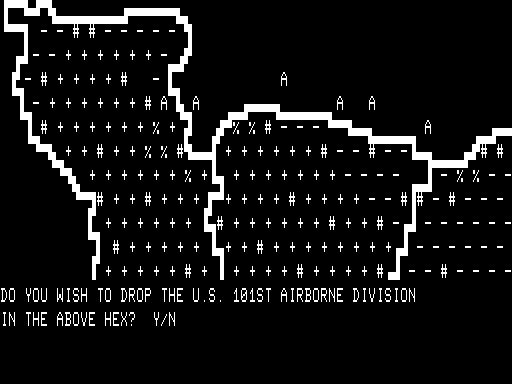 - - # #  - - - - -
- - + + + + + + -
- # + + + + #  - A
- + + + + + + # A  A  A  A
# + + + + + + % +  % % # - - - -  A
+ + # + + % % #  + + + + + + # - - # - -  # #
+ + + + + + % +  + + + + + + + - - - -  - % %
# + + # + + +  + + + + # + + + + - - # # - # - - - -
+ + + + + + +  # + + + + + + # + + # -  - - - - - -
# + + + + +  + + # + + + + + + + +  - - - - - -
+ + + + + # +  + + + + # + + + + #  - - # - - - -
DO YOU WISH TO DROP THE U.S. 101ST AIRBORNE DIVISION
IN THE ABOVE HEX?  Y/N